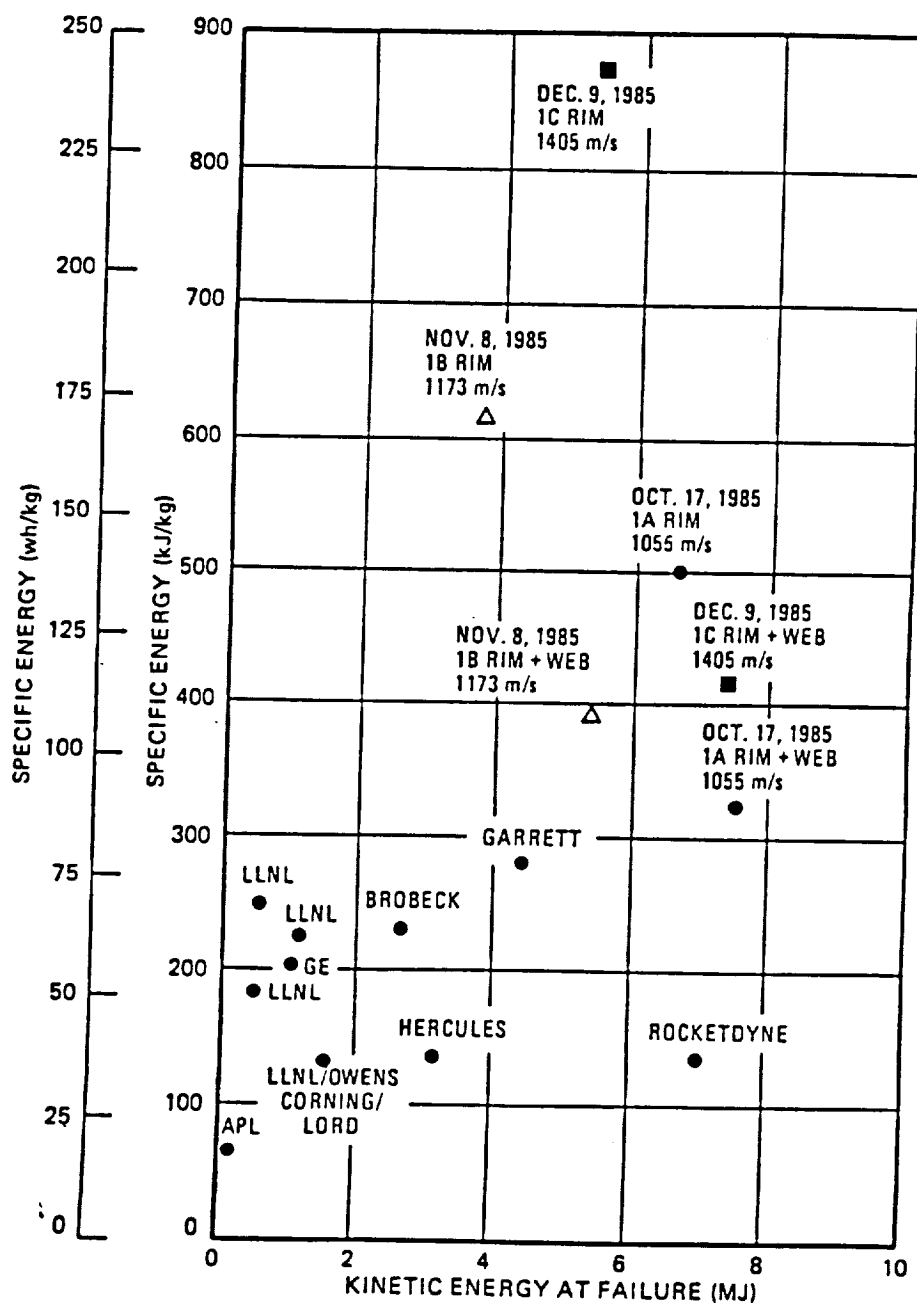 250
225
200
175
150
125
100
75
50
25
0
SPECIFIC ENERGY (wh/kg)
900
800
700
600
500
400
300
200
100
0
SPECIFIC ENERGY (kJ/kg)
DEC. 9, 1985
1C RIM
1405 m/s
NOV. 8, 1985
1B RIM
1173 m/s
OCT. 17, 1985
1A RIM
1055 m/s
NOV. 8, 1985
1B RIM + WEB
1173 m/s
DEC. 9, 1985
1C RIM + WEB
1405 m/s
OCT. 17, 1985
1A RIM + WEB
1055 m/s
GARRETT
LLNL
LLNL
BROBECK
GE
LLNL
HERCULES
ROCKETDYNE
LLNL/OWENS
CORNING/
LORD
APL
0 2 4 6 8 10
KINETIC ENERGY AT FAILURE (MJ)